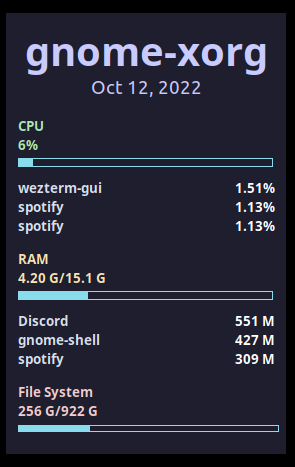 gnome-xorg
Oct 12, 2022
CPU
6%
wezterm-gui 1.51%
spotify 1.13%
spotify 1.13%
RAM
4.20 G/15.1 G
Discord 551 M
gnome-shell 427 M
spotify 309 M
File System
256 G/922 G